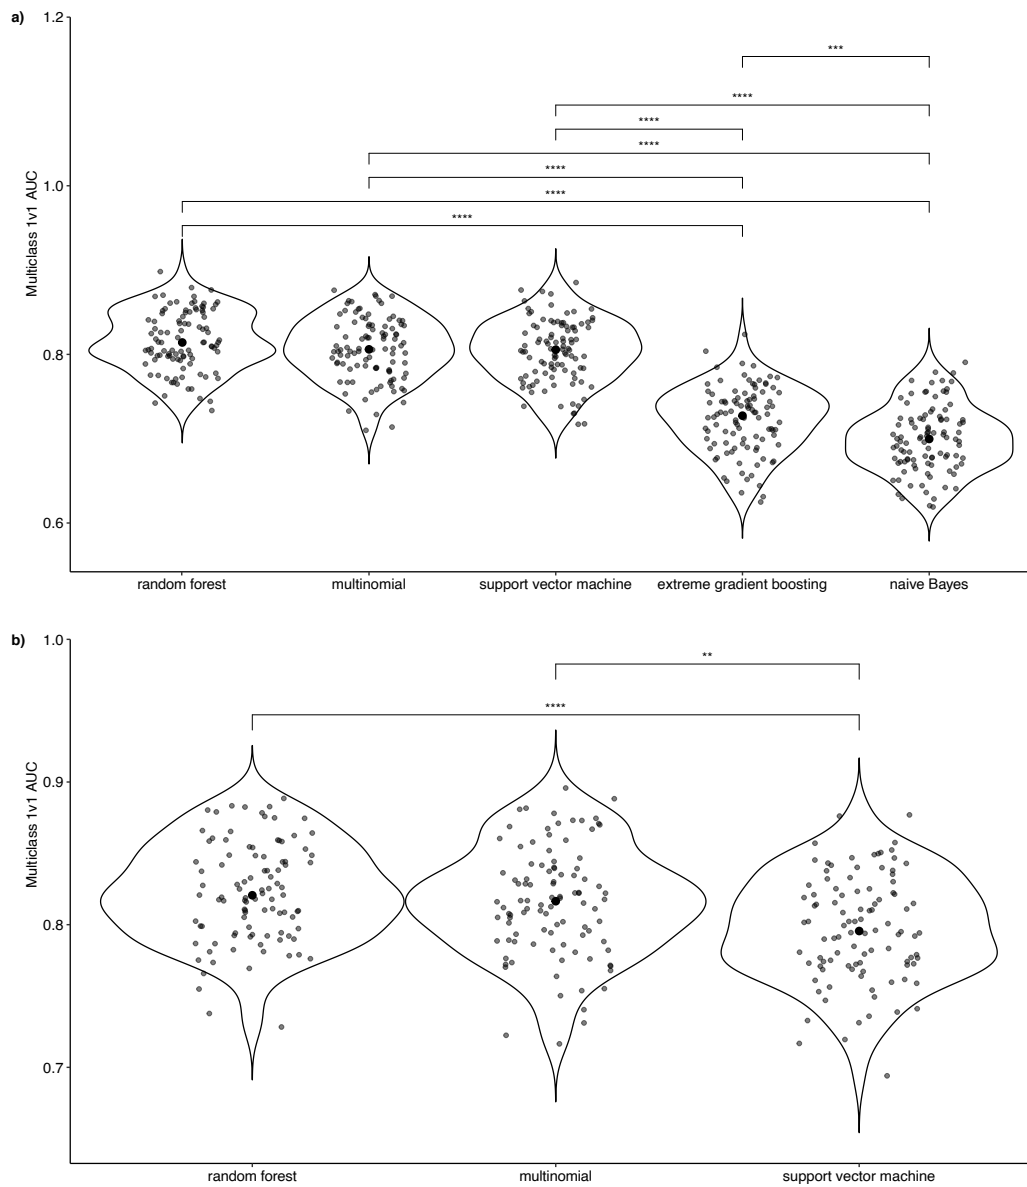 a)
1.2
***
****
****
****
****
1.0
****
****
Multiclass 1v1 AUC
0.8
0.6
random forest
multinomial
support vector machine
extreme gradient boosting
naive Bayes
b)
1.0
**
****
0.9
Multiclass 1v1 AUC
0.8
0.7
random forest
multinomial
support vector machine